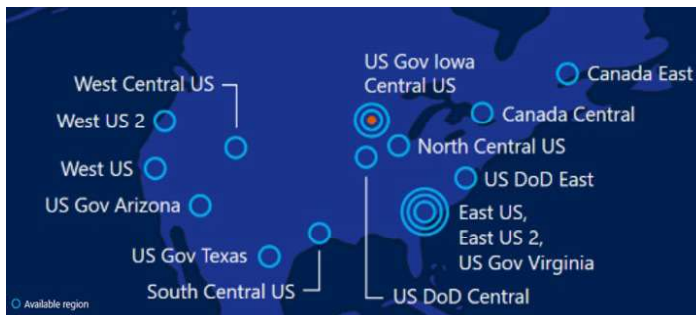 US Gov Iowa
Central US
Canada East
West Central US
Canada Central
West US 2
North Central US
West US
US DoD East
US Gov Arizona
East US,
East US 2,
US Gov Virginia
US Gov Texas
South Central US
US DoD Central
Available region